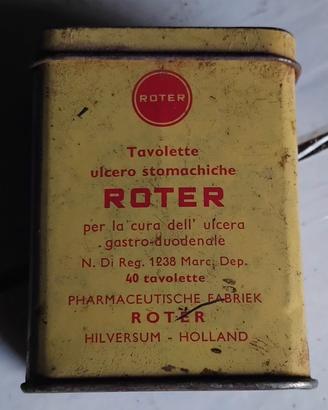 ROTER
Tavolette
ulcero stomachiche
ROTER
per la cura dell' ulcera
gastro-duodenale
N. Di Reg. 1238 Marc. Dep.
40 tavolette
PHARMACEUTISCHE FABRIEK
ROTER
HILVERSUM - HOLLAND